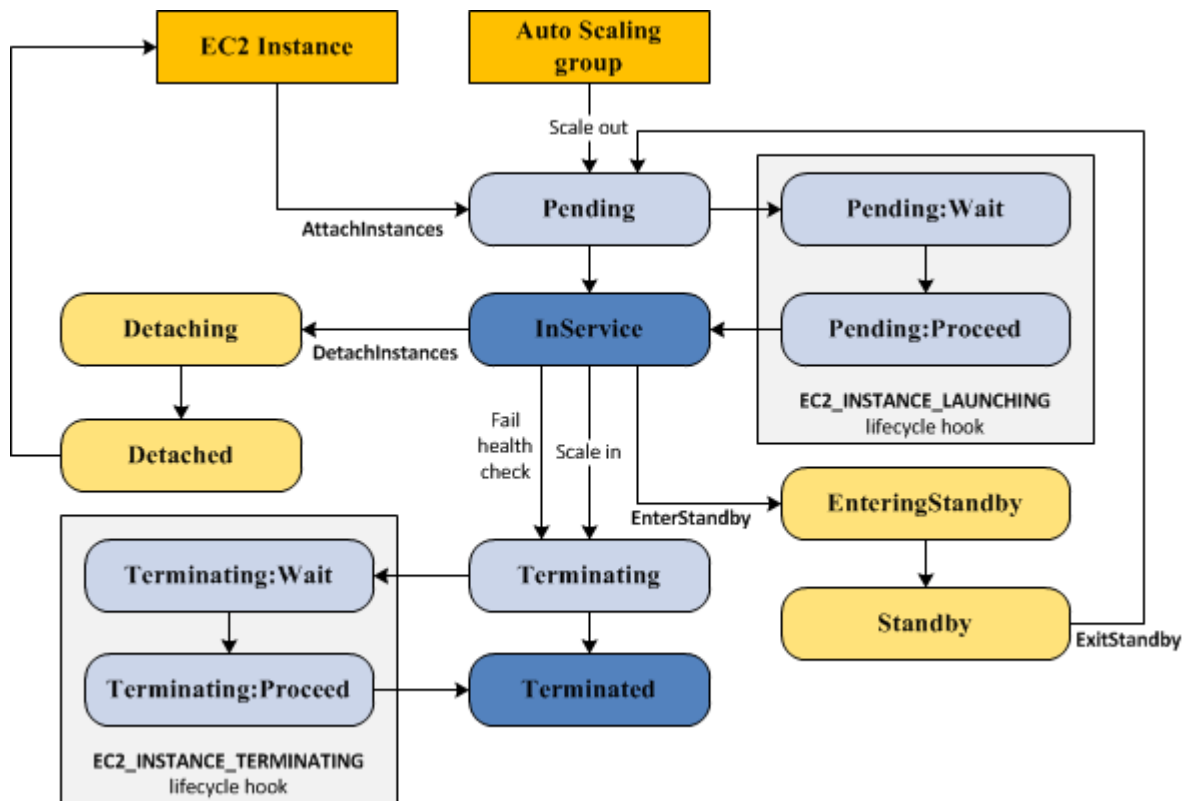 EC2 Instance
Auto Scaling
group
Scale out
Pending
Pending:Wait
AttachInstances
Detaching
InService
Pending:Proceed
DetachInstances
EC2_INSTANCE_LAUNCHING
lifecycle hook
Fail
health
check
Scale in
Detached
EnteringStandby
EnterStandby
Terminating:Wait
Terminating
Standby
ExitStandby
Terminating:Proceed
Terminated
EC2_INSTANCE_TERMINATING
lifecycle hook